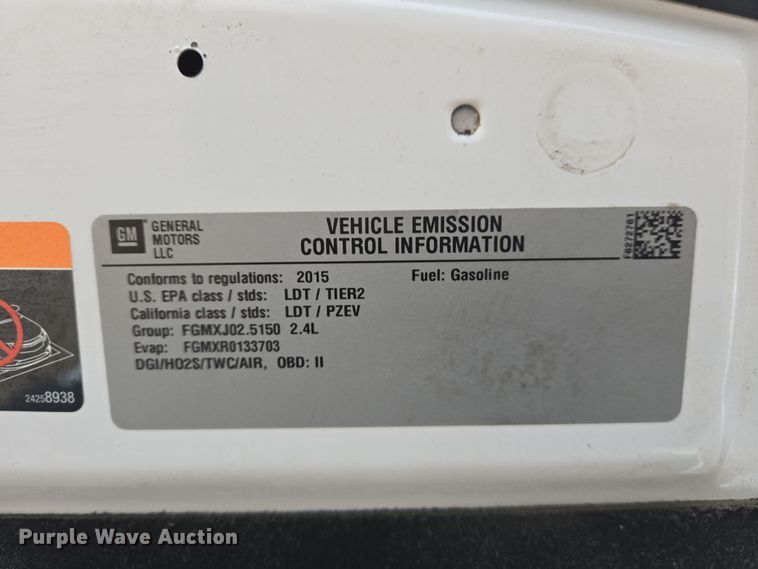 GM
GENERAL
MOTORS
LLC
VEHICLE EMISSION
CONTROL INFORMATION
F6272761
Conforms to regulations: 2015
Fuel: Gasoline
U.S. EPA class / stds: LDT / TIER2
California class / stds: LDT / PZEV
Group: FGMXJ02.5150 2.4L
Evap: FGMXR0133703
DGI/HO2S/TWC/AIR, OBD: II
24258938
Purple Wave Auction